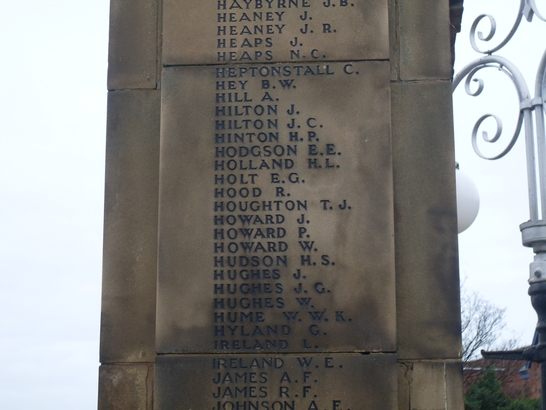 HAYBYRNE J.B.
HEANEY J.
HEANEY J. R.
HEAPS J.
HEAPS N.C.
HEPTONSTALL C.
HEY B.W.
HILL A.
HILTON J.
HILTON J.C.
HINTON H.P.
HODGSON E.E.
HOLLAND H.L.
HOLT E.G.
HOOD R.
HOUGHTON T.J.
HOWARD J.
HOWARD P.
HOWARD W.
HUDSON H.S.
HUGHES J.
HUGHES J.G.
HUGHES W.
HUME W.W.K.
HYLAND G.
IRELAND L.
IRELAND W.E.
JAMES A.F.
JAMES R.F.
JOHNSON A.F.